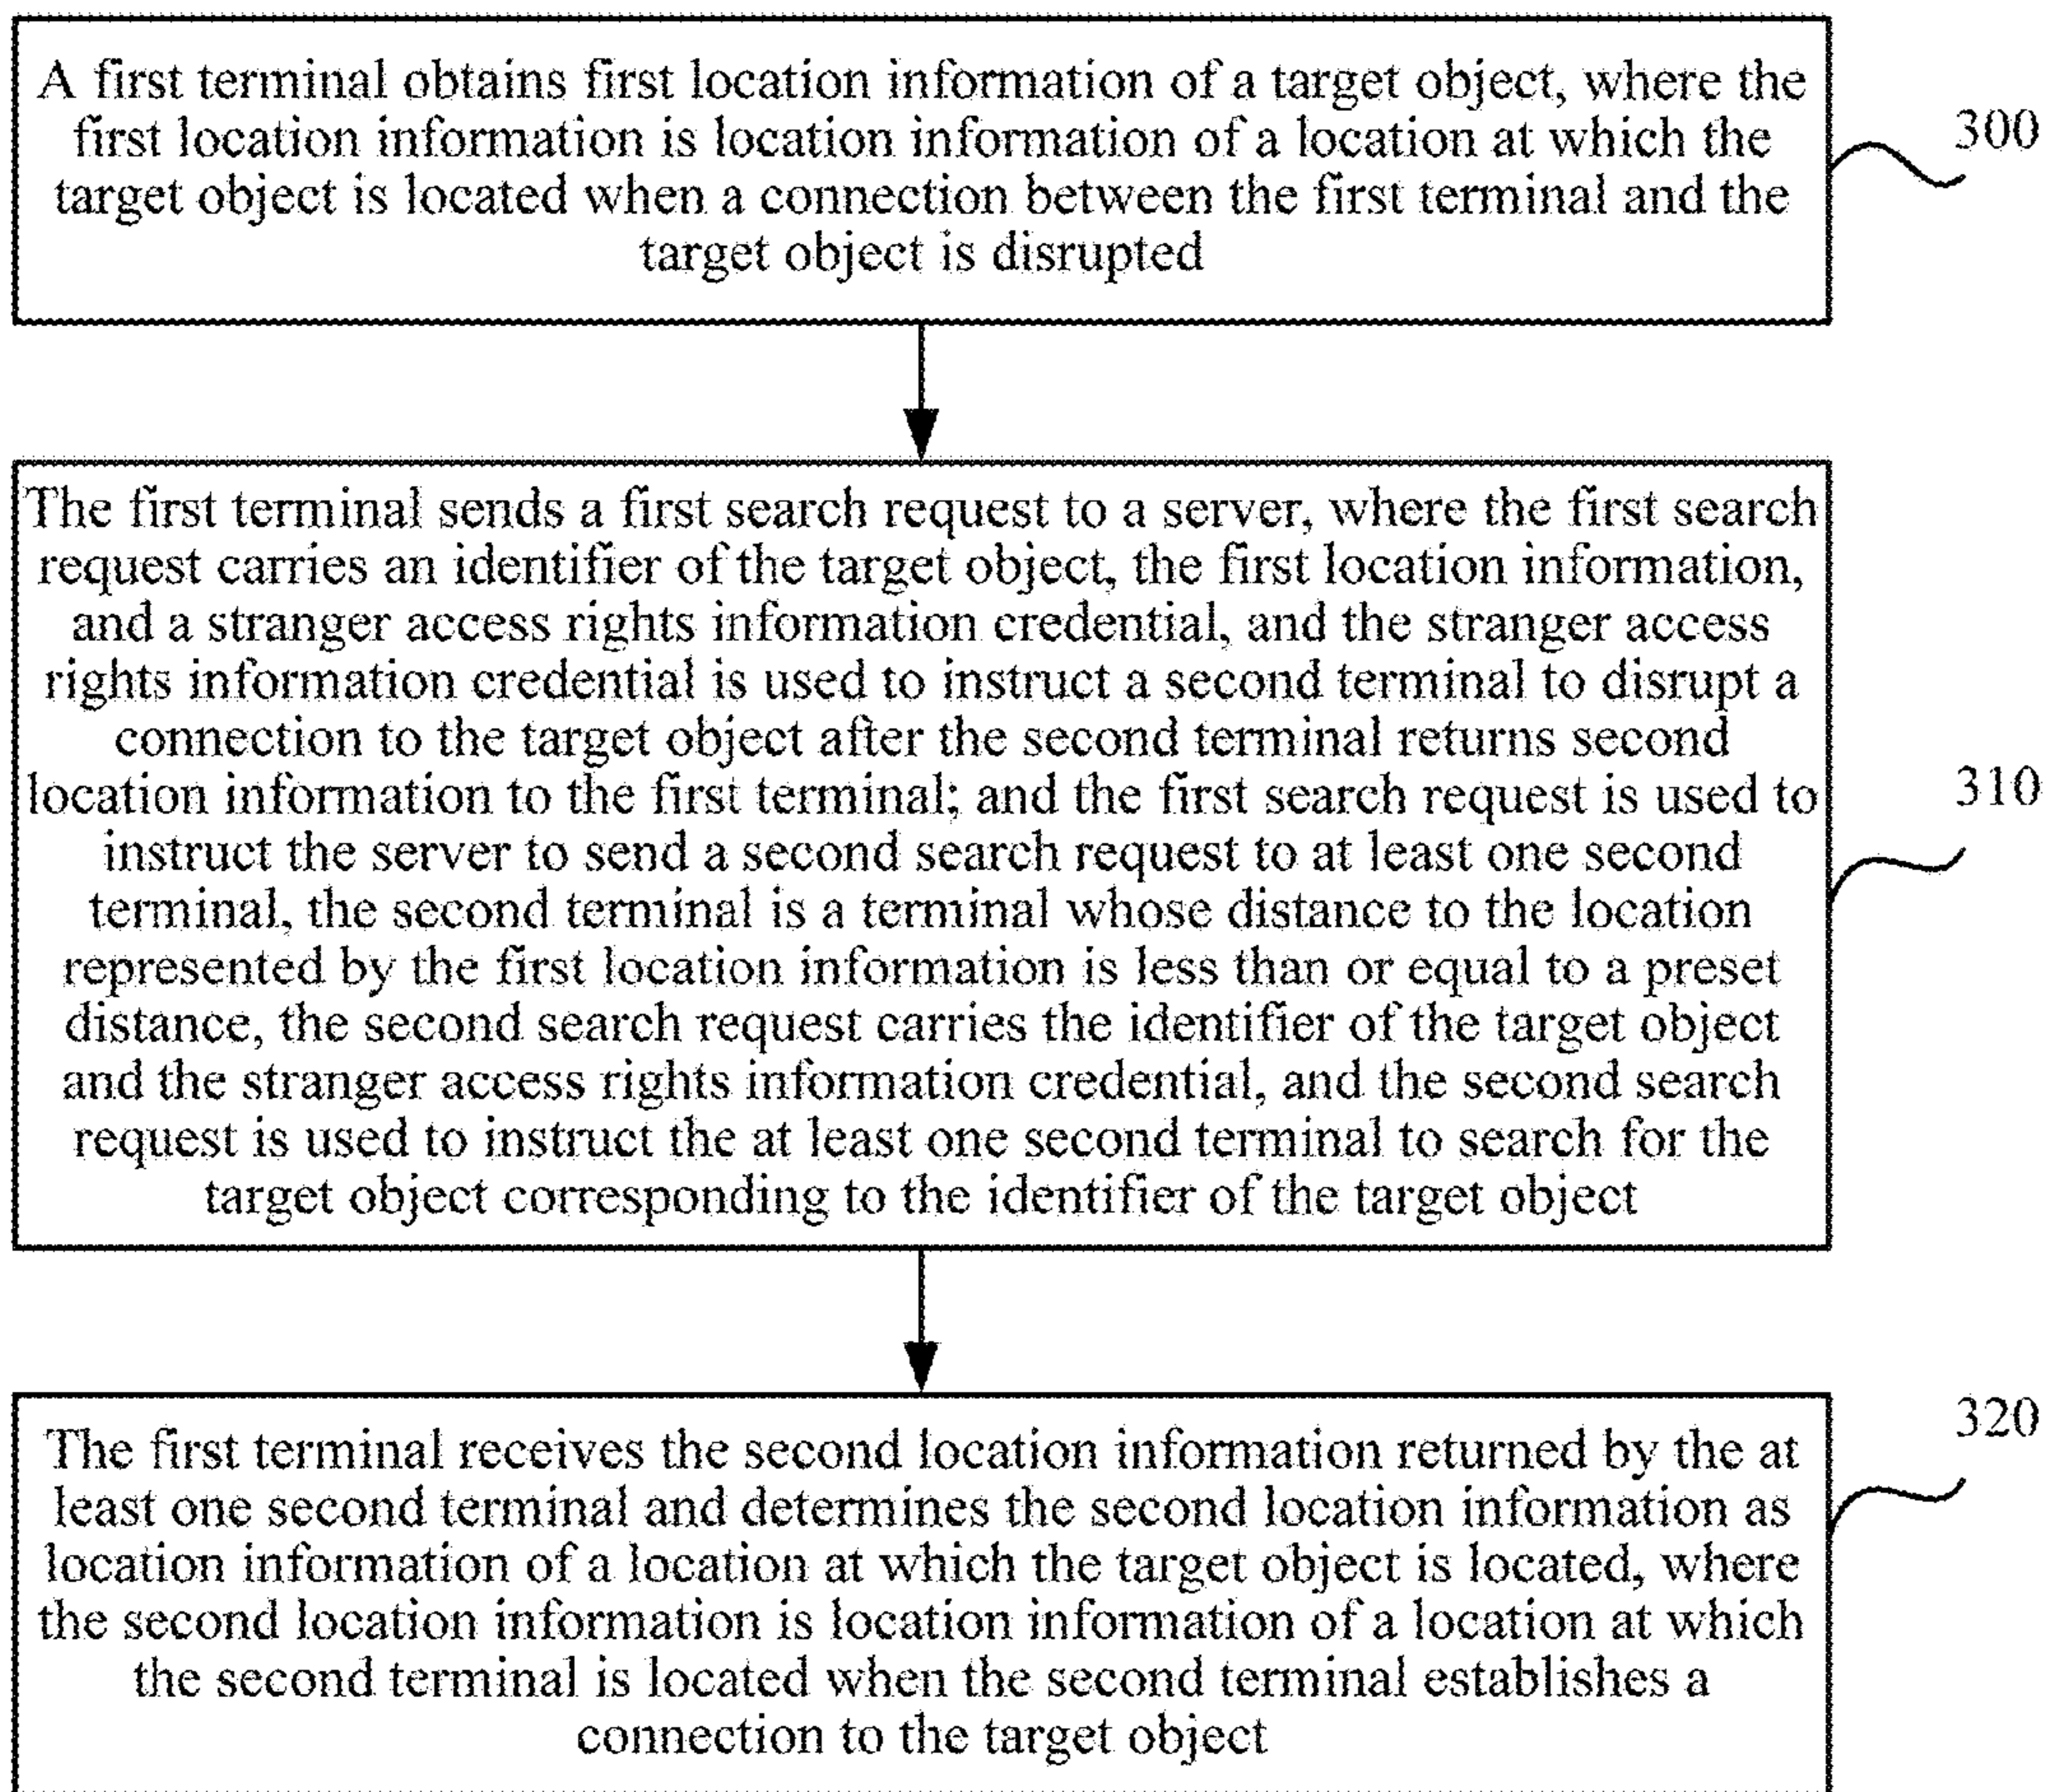 A first terminal obtains first location information of a target object, where the
first location information is location information of a location at which the
target object is located when a connection between the first terminal and the
target object is disrupted
300
The first terminal sends a first search request to a server, where the first search
request carries an identifier of the target object, the first location information,
and a stranger access rights information credential, and the stranger access
rights information credential is used to instruct a second terminal to disrupt a
connection to the target object after the second terminal returns second
location information to the first terminal; and the first search request is used to
instruct the server to send a second search request to at least one second
terminal, the second terminal is a terminal whose distance to the location
represented by the first location information is less than or equal to a preset
distance, the second search request carries the identifier of the target object
and the stranger access rights information credential, and the second search
request is used to instruct the at least one second terminal to search for the
target object corresponding to the identifier of the target object
310
The first terminal receives the second location information returned by the at
least one second terminal and determines the second location information as
location information of a location at which the target object is located, where
the second location information is location information of a location at which
the second terminal is located when the second terminal establishes a
connection to the target object
320